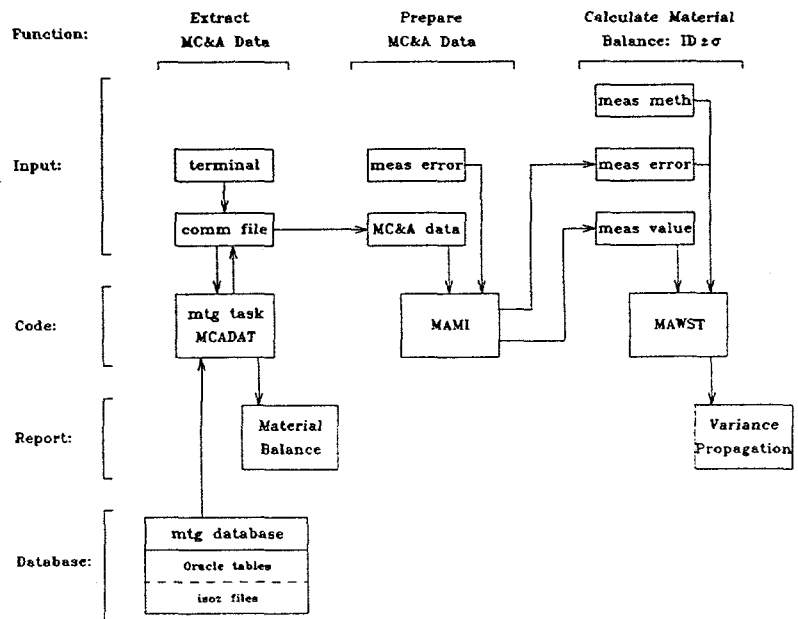 Function:
Extract
MC&A Data
Prepare
MC&A Data
Calculate Material
Balance: ID±σ
Input:
meas meth
terminal
meas error
meas error
comm file
MC&A data
meas value
Code:
mtg task
MCADAT
MAMI
MAWST
Report:
Material
Balance
Variance
Propagation
Database:
mtg database
Oracle tables
isoz files